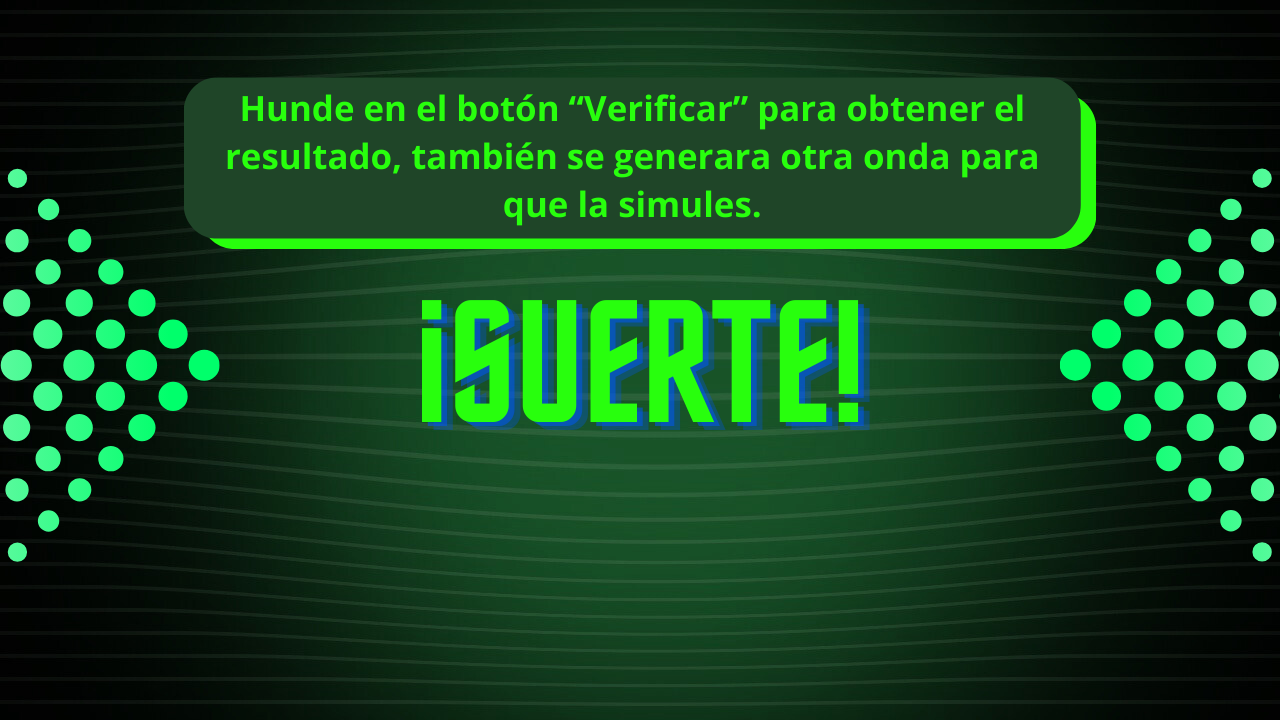 Hunde en el botón “Verificar” para obtener el
resultado, también se generara otra onda para
que la simules.
¡SUERTE!